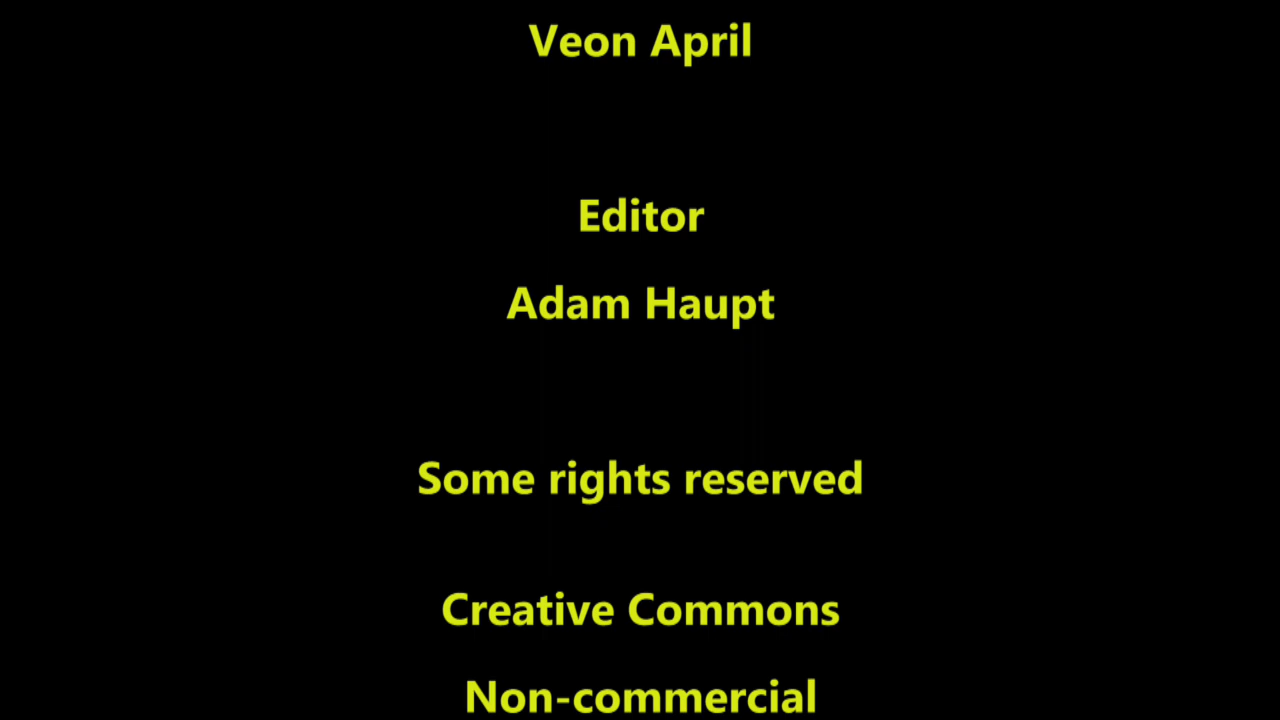 Veon April
Editor
Adam Haupt
Some rights reserved
Creative Commons
Non-commercial